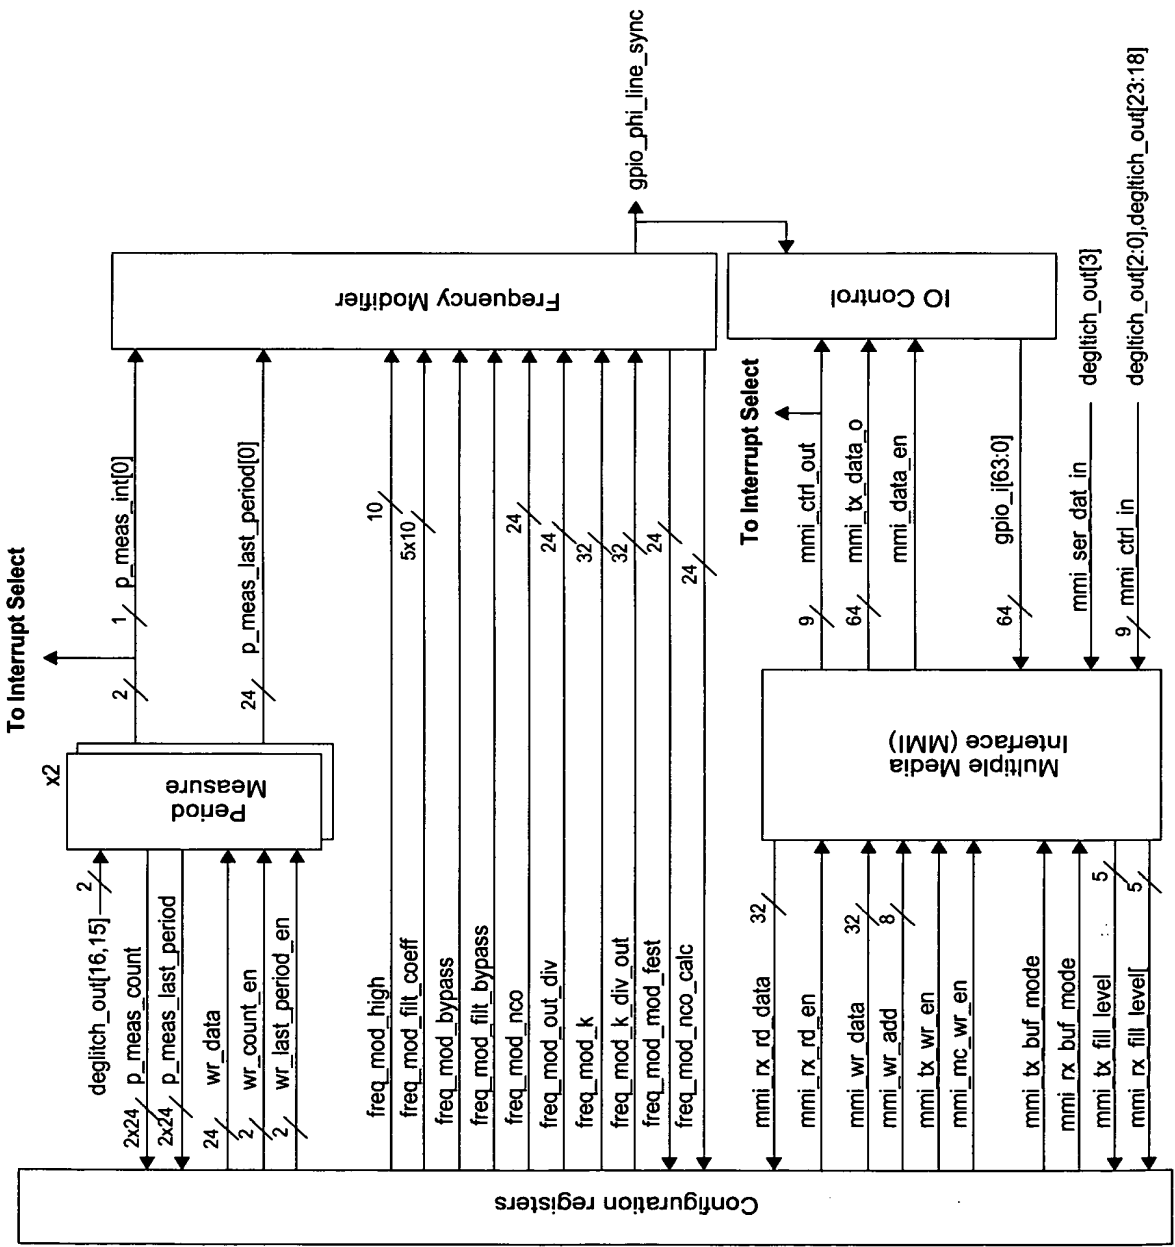 To Interrupt Select
x2
Period
Measure
deglitch_out[16,15]
2
2x24
p_meas_count
2x24
p_meas_last_period
24
wr_data
2
wr_count_en
2
wr_last_period_en
2
1
p_meas_int[0]
24
p_meas_last_period[0]
Frequency Modifier
gpio_phi_line_sync
freq_mod_high
10
freq_mod_filt_coeff
5x10
freq_mod_bypass
freq_mod_filt_bypass
freq_mod_nco
24
freq_mod_out_div
24
freq_mod_k
32
freq_mod_k_div_out
32
freq_mod_mod_fest
24
freq_mod_nco_calc
24
To Interrupt Select
IO Control
9
mmi_ctrl_out
64
mmi_tx_data_o
mmi_data_en
64
gpio_i[63:0]
mmi_ser_dat_in
degltich_out[3]
9
mmi_ctrl_in
degltich_out[2:0],degltich_out[23:18]
Multiple Media
Interface (MMI)
mmi_rx_rd_data
32
mmi_rx_rd_en
mmi_wr_data
32
mmi_wr_add
8
mmi_tx_wr_en
mmi_mc_wr_en
mmi_tx_buf_mode
mmi_rx_buf_mode
mmi_tx_fill_level
5
mmi_rx_fill_level[
5
Configuration registers